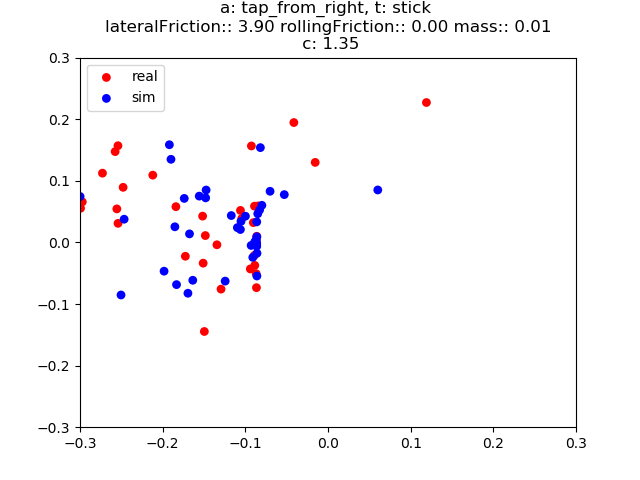 a: tap_from_right, t: stick
lateralFriction:: 3.90 rollingFriction:: 0.00 mass:: 0.01
c: 1.35
real
sim
0.3
0.2
0.1
0.0
−0.1
−0.2
−0.3
−0.3 −0.2 −0.1 0.0 0.1 0.2 0.3